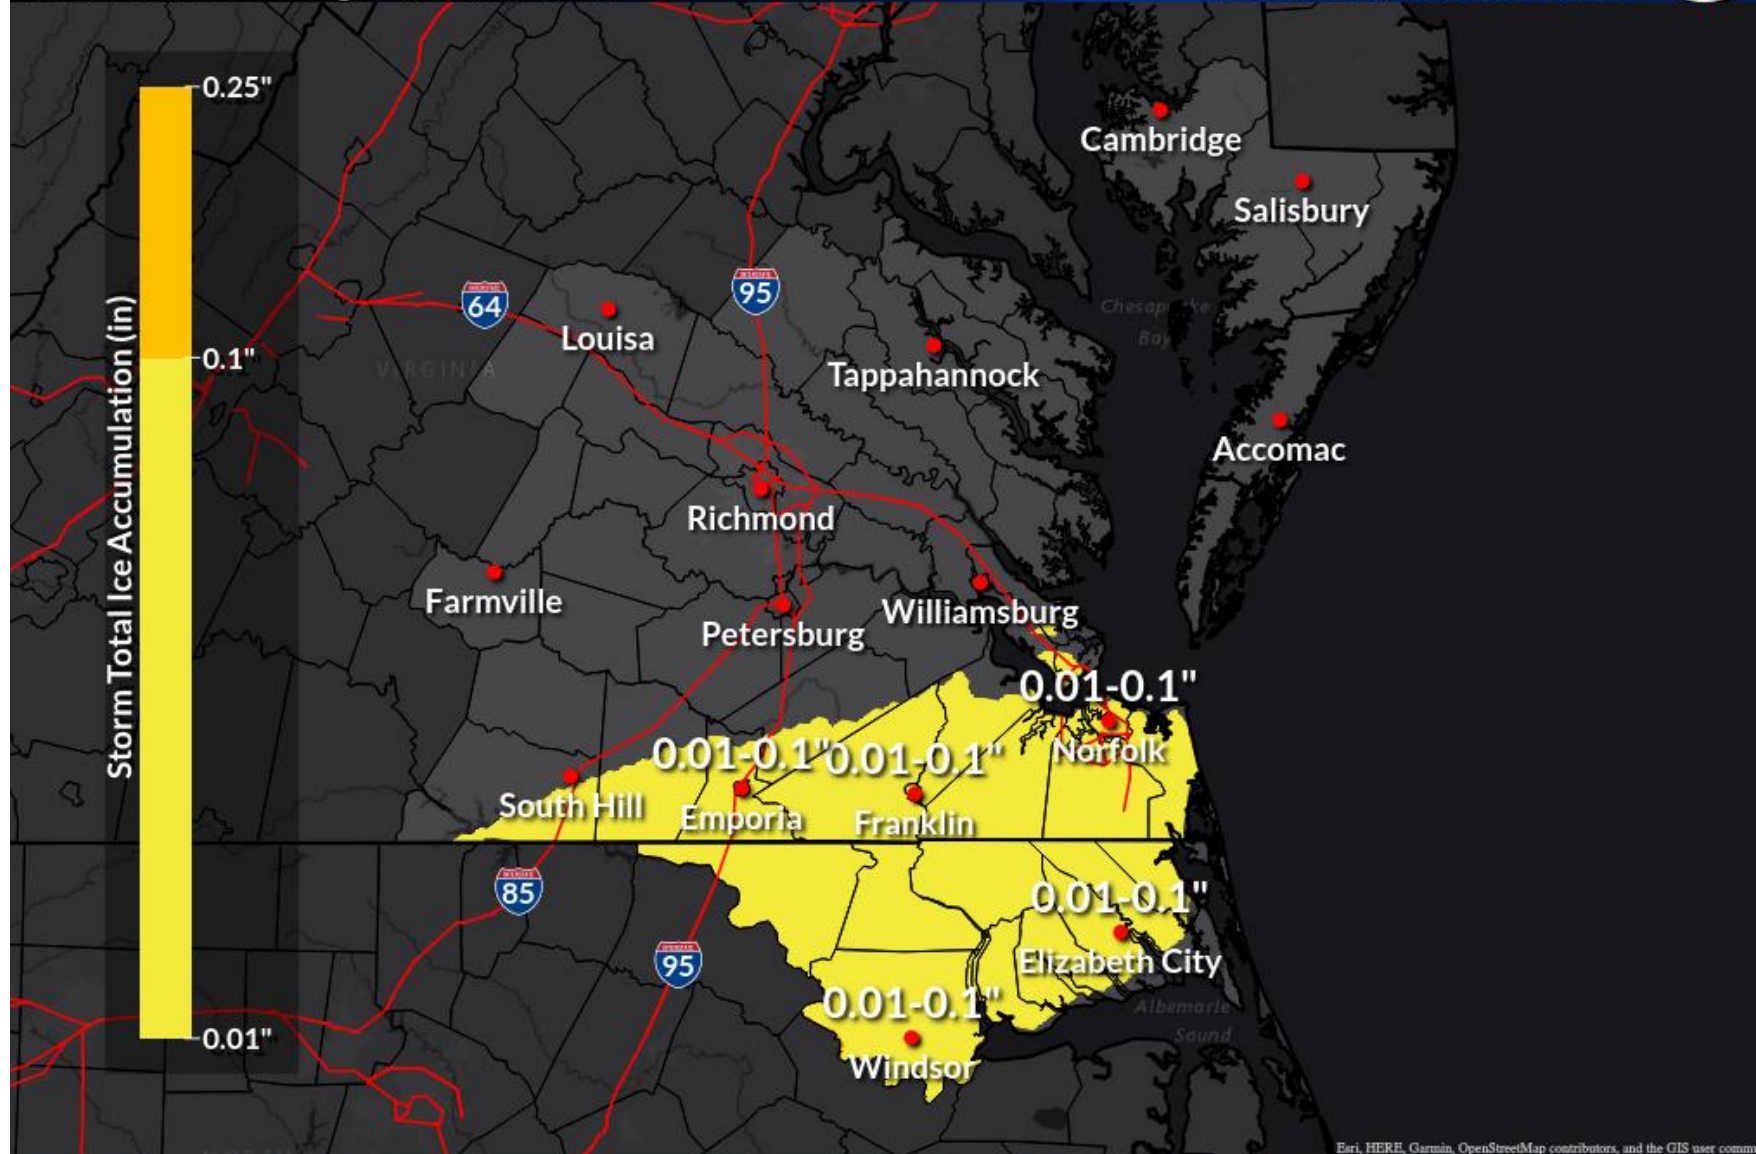 0.25"
0.1"
0.01"
Storm Total Ice Accumulation (in)
Cambridge
Salisbury
64
95
Louisa
Chesapeake
Bay
VIRGINIA
Tappahannock
Accomac
Richmond
Farmville
Williamsburg
Petersburg
0.01-0.1"
Norfolk
0.01-0.1"
0.01-0.1"
South Hill
Emporia
Franklin
85
0.01-0.1"
Elizabeth City
95
0.01-0.1"
Windsor
Albemarle
Sound
Esri, HERE, Garmin, OpenStreetMap contributors, and the GIS user comm